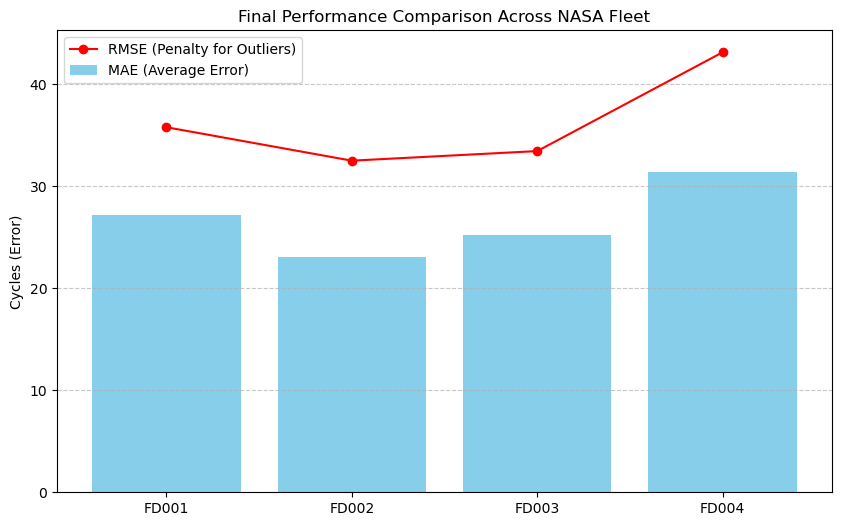 Final Performance Comparison Across NASA Fleet
RMSE (Penalty for Outliers)
MAE (Average Error)
Cycles (Error)
40
30
20
10
0
FD001
FD002
FD003
FD004